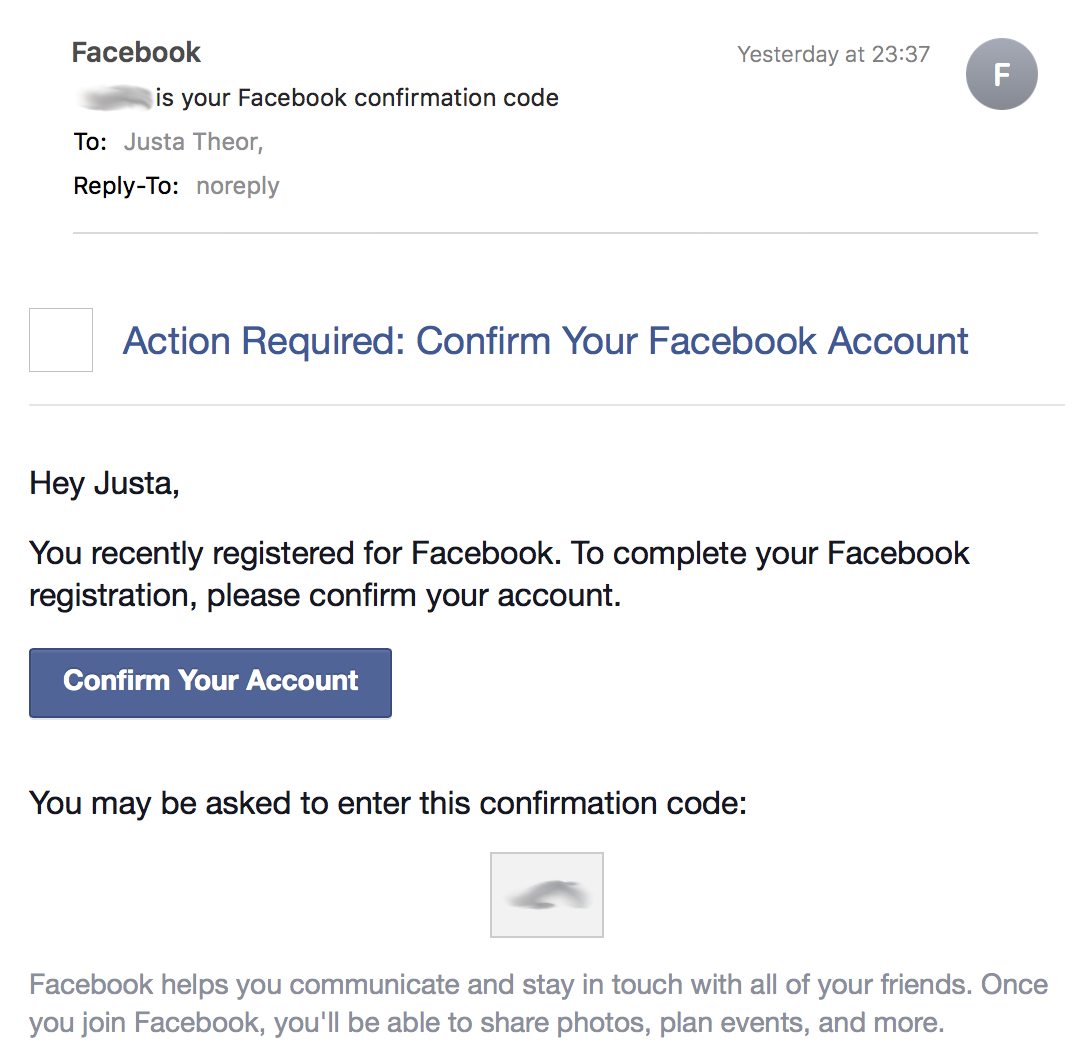 Facebook
Yesterday at 23:37
F
is your Facebook confirmation code
To: Justa Theor,
Reply-To: noreply
Action Required: Confirm Your Facebook Account
Hey Justa,
You recently registered for Facebook. To complete your Facebook
registration, please confirm your account.
Confirm Your Account
You may be asked to enter this confirmation code:
Facebook helps you communicate and stay in touch with all of your friends. Once
you join Facebook, you'll be able to share photos, plan events, and more.